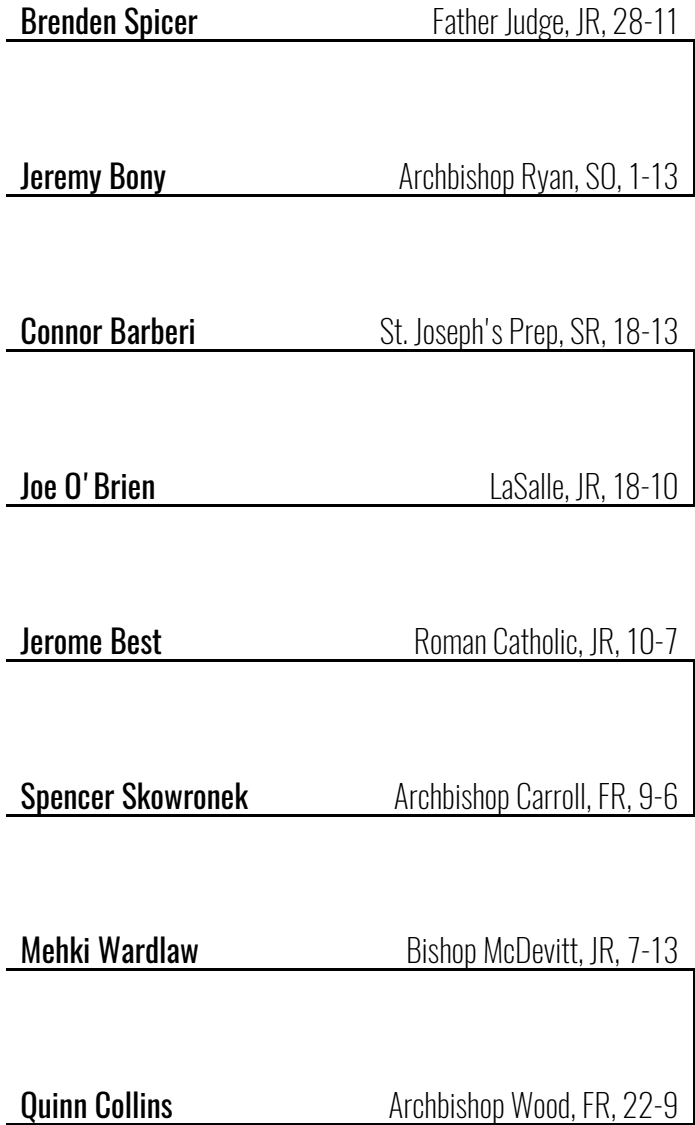 Brenden Spicer Father Judge, JR, 28-11
Jeremy Bony Archbishop Ryan, SO, 1-13
Connor Barberi St. Joseph's Prep, SR, 18-13
Joe O'Brien LaSalle, JR, 18-10
Jerome Best Roman Catholic, JR, 10-7
Spencer Skowronek Archbishop Carroll, FR, 9-6
Mehki Wardlaw Bishop McDevitt, JR, 7-13
Quinn Collins Archbishop Wood, FR, 22-9